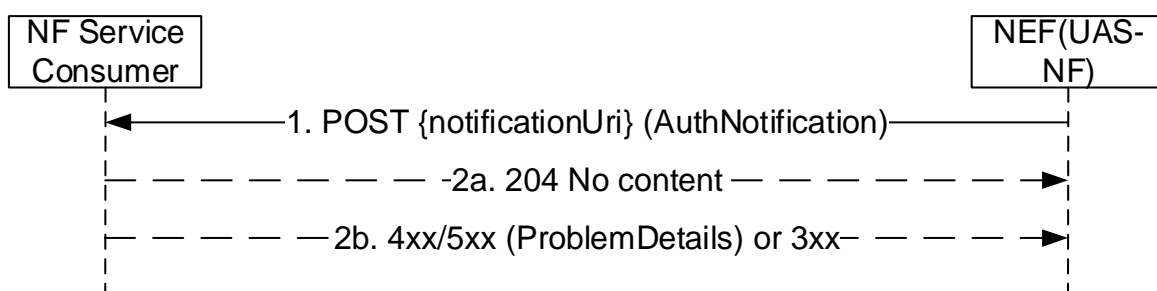 NF Service
Consumer
NEF(UAS-
NF)
1. POST {notificationUri} (AuthNotification)
2a. 204 No content
2b. 4xx/5xx (ProblemDetails) or 3xx